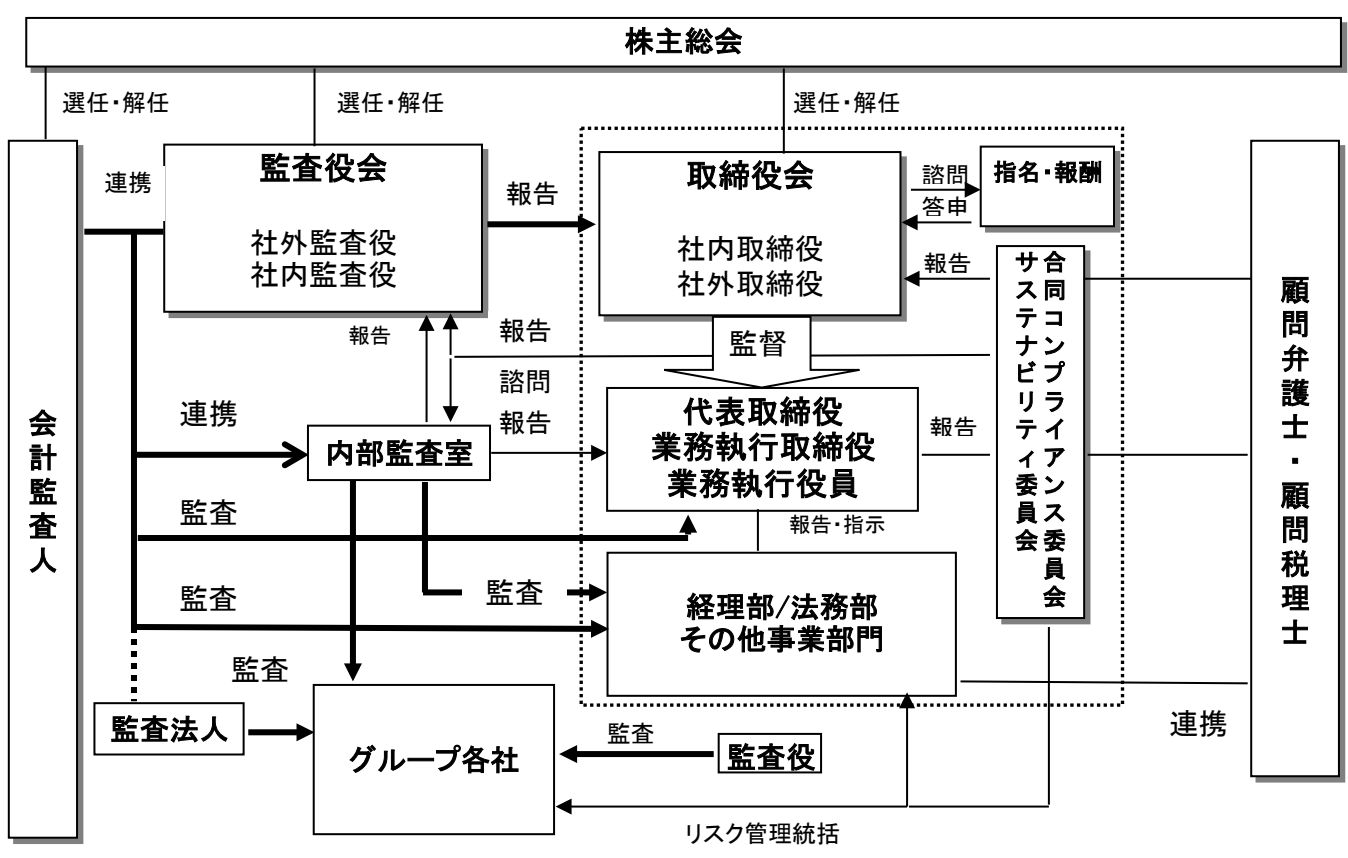 株主総会
選任・解任
選任・解任
選任・解任
会計監査人
連携
監査役会
社外監査役
社内監査役
報告
取締役会
社内取締役
社外取締役
諮問
答申
指名・報酬
報告
合同コンプライアンス委員会
サステナビリティ委員会
顧問弁護士・顧問税理士
報告
報告
監督
諮問
連携
報告
内部監査室
代表取締役
業務執行取締役
業務執行役員
報告
監査
報告・指示
監査
監査
経理部/法務部
その他事業部門
監査
連携
監査法人
グループ各社
監査
監査役
リスク管理統括